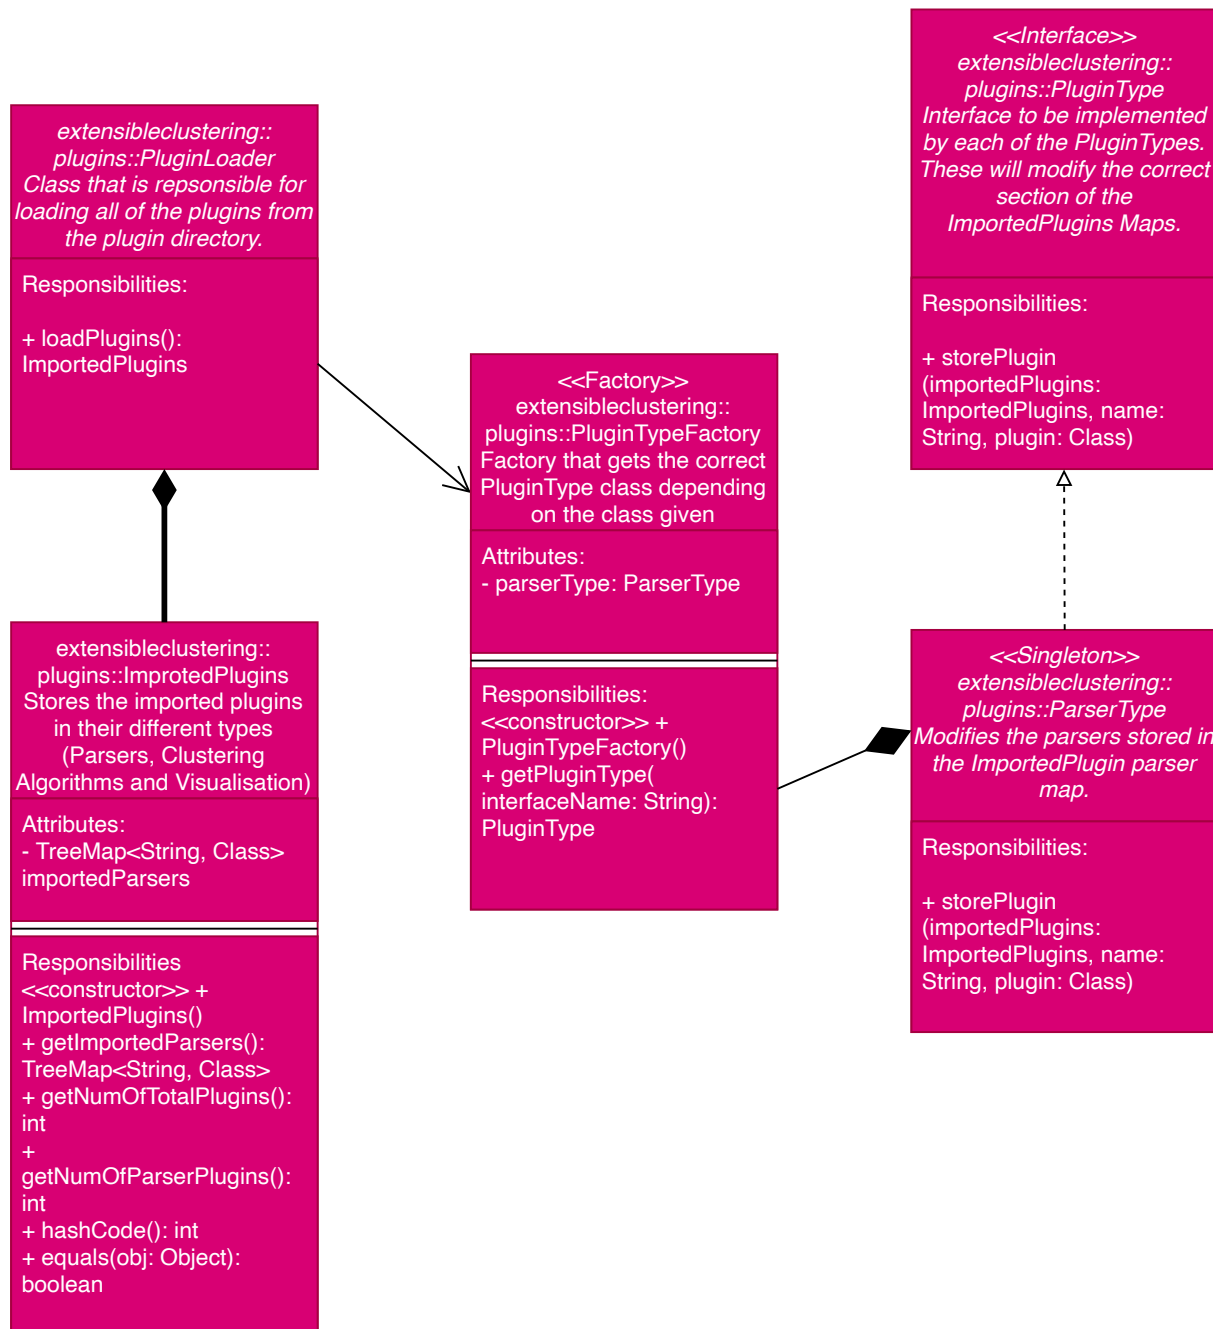 extensibleclustering::
plugins::PluginLoader
Class that is repsonsible for
loading all of the plugins from
the plugin directory.
Responsibilities:
+ loadPlugins():
ImportedPlugins
extensibleclustering::
plugins::ImprotedPlugins
Stores the imported plugins
in their different types
(Parsers, Clustering
Algorithms and Visualisation)
Attributes:
- TreeMap<String, Class>
importedParsers
Responsibilities
<<constructor>> +
ImportedPlugins()
+ getImportedParsers():
TreeMap<String, Class>
+ getNumOfTotalPlugins():
int
+
getNumOfParserPlugins():
int
+ hashCode(): int
+ equals(obj: Object):
boolean
<<Factory>>
extensibleclustering::
plugins::PluginTypeFactory
Factory that gets the correct
PluginType class depending
on the class given
Attributes:
- parserType: ParserType
Responsibilities:
<<constructor>> +
PluginTypeFactory()
+ getPluginType(
interfaceName: String):
PluginType
<<Interface>>
extensibleclustering::
plugins::PluginType
Interface to be implemented
by each of the PluginTypes.
These will modify the correct
section of the
ImportedPlugins Maps.
Responsibilities:
+ storePlugin
(importedPlugins:
ImportedPlugins, name:
String, plugin: Class)
<<Singleton>>
extensibleclustering::
plugins::ParserType
Modifies the parsers stored in
the ImportedPlugin parser
map.
Responsibilities:
+ storePlugin
(importedPlugins:
ImportedPlugins, name:
String, plugin: Class)